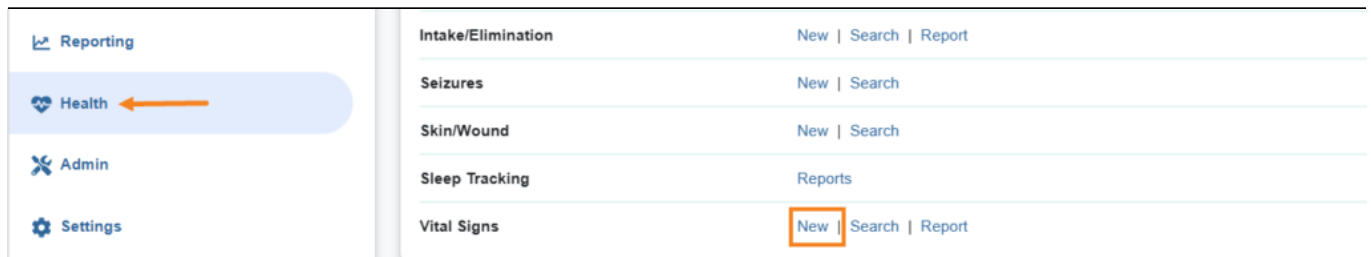 Reporting
Health
Admin
Settings
Intake/Elimination New | Search | Report
Seizures New | Search
Skin/Wound New | Search
Sleep Tracking Reports
Vital Signs New | Search | Report